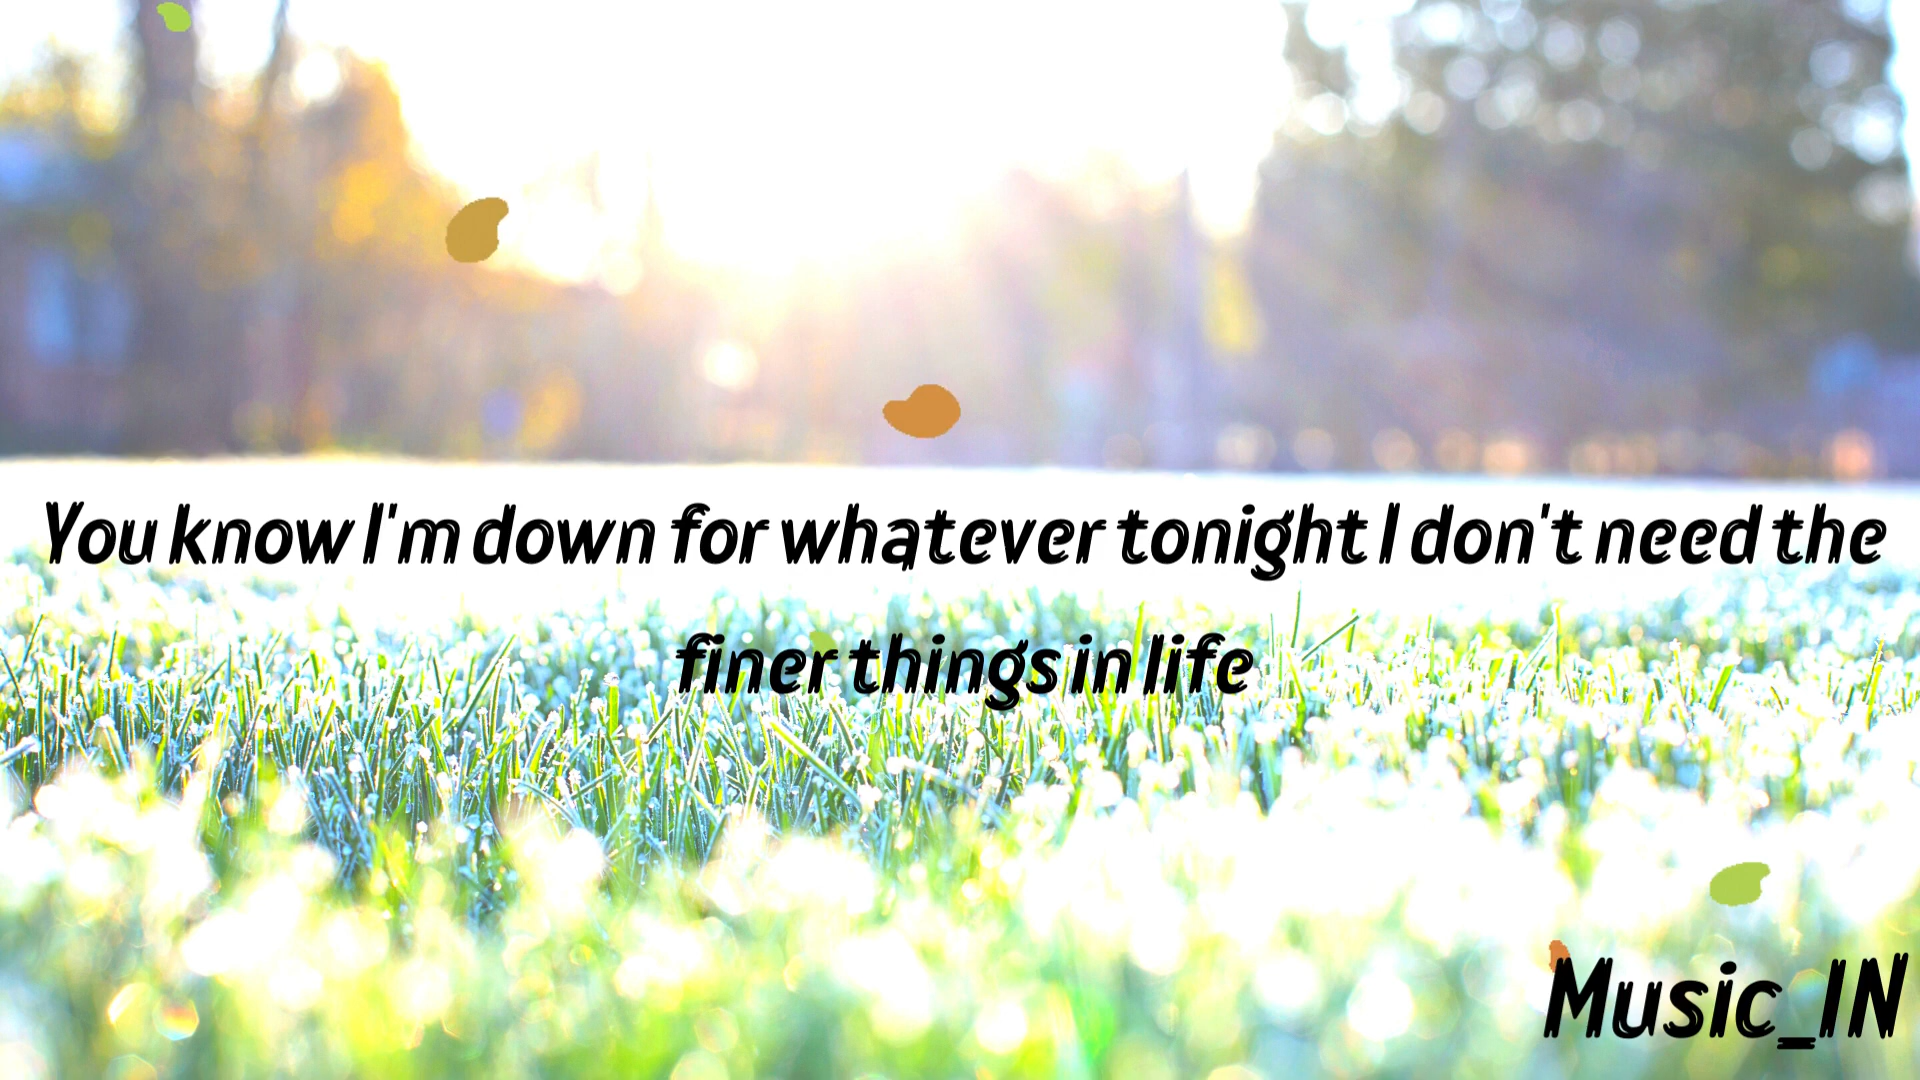 You know I'm down for whatever tonight I don't need the
finer things in life
Music_IN